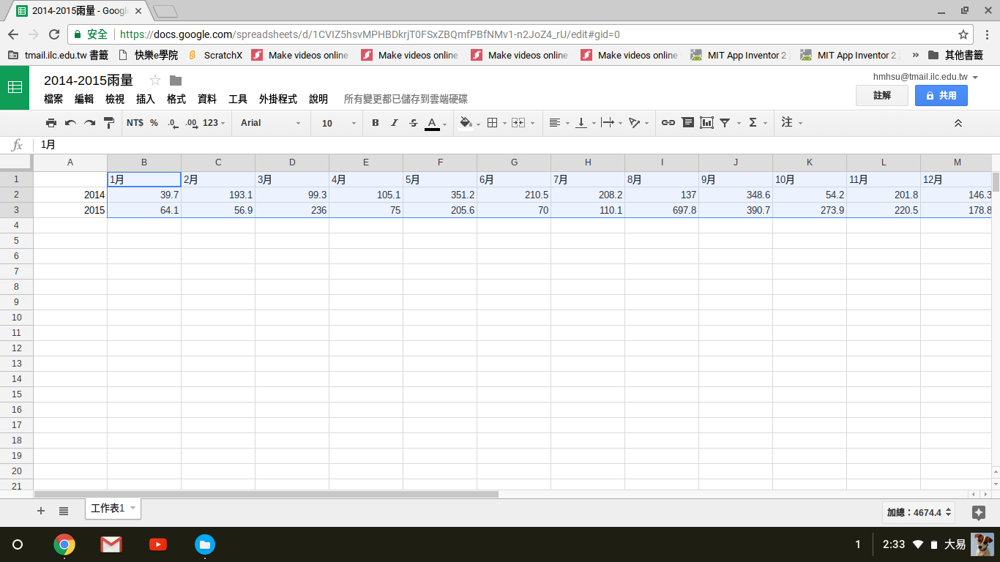 2014-2015雨量 - Googl
安全 https://docs.google.com/spreadsheets/d/1CVIZ5hsvMPHBDkrjT0FSxZBQmfPBfNMv1-n2JoZ4_rU/edit#gid=0
tmail.ilc.edu.tw 書籤 快樂e學院 ScratchX Make videos online Make videos online Make videos online Make videos online MIT App Inventor 2 MIT App Inventor 2 » 其他書籤
2014-2015雨量 hmhsu@tmail.ilc.edu.tw
檔案 編輯 檢視 插入 格式 資料 工具 外掛程式 說明 所有變更都已儲存到雲端硬碟 註解 共用
NT$ % .0 .00 123 Arial 10 B I S A Σ 注
fx 1月
A B C D E F G H I J K L M
1 1月 2月 3月 4月 5月 6月 7月 8月 9月 10月 11月 12月
2 2014 39.7 193.1 99.3 105.1 351.2 210.5 208.2 137 348.6 54.2 201.8 146.3
3 2015 64.1 56.9 236 75 205.6 70 110.1 697.8 390.7 273.9 220.5 178.8
4
5
6
7
8
9
10
11
12
13
14
15
16
17
18
19
20
21
+ 工作表1 加總：4674.4
1 2:33 大易